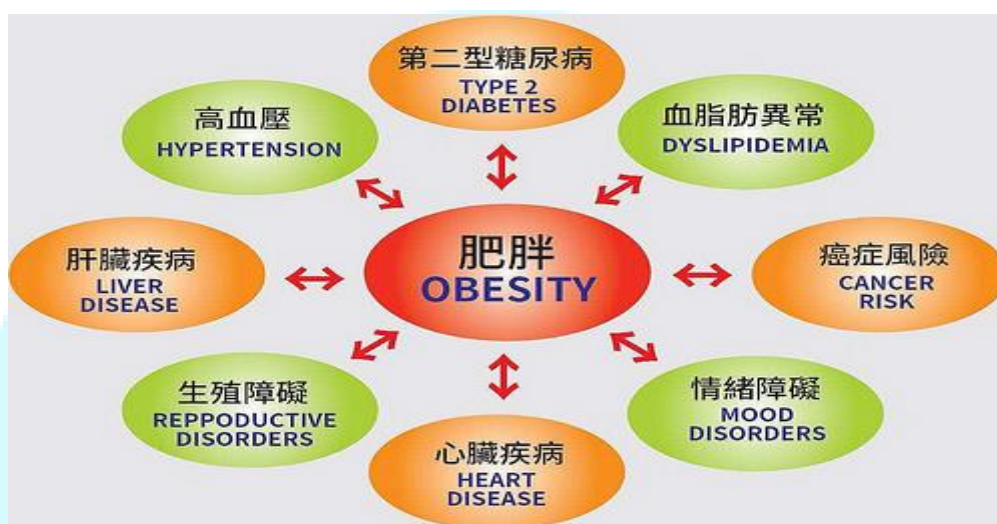 第二型糖尿病
TYPE 2
DIABETES
高血壓
HYPERTENSION
血脂肪異常
DYSLIPIDEMIA
肝臟疾病
LIVER
DISEASE
肥胖
OBESITY
癌症風險
CANCER
RISK
生殖障礙
REPPODUCTIVE
DISORDERS
情緒障礙
MOOD
DISORDERS
心臟疾病
HEART
DISEASE